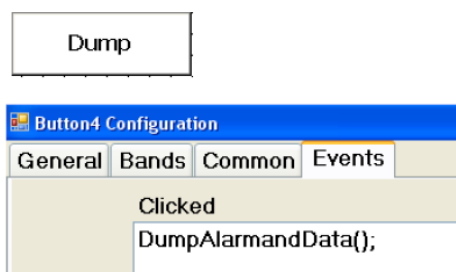 Dump
Button4 Configuration
General Bands Common Events
Clicked
DumpAlarmandData();